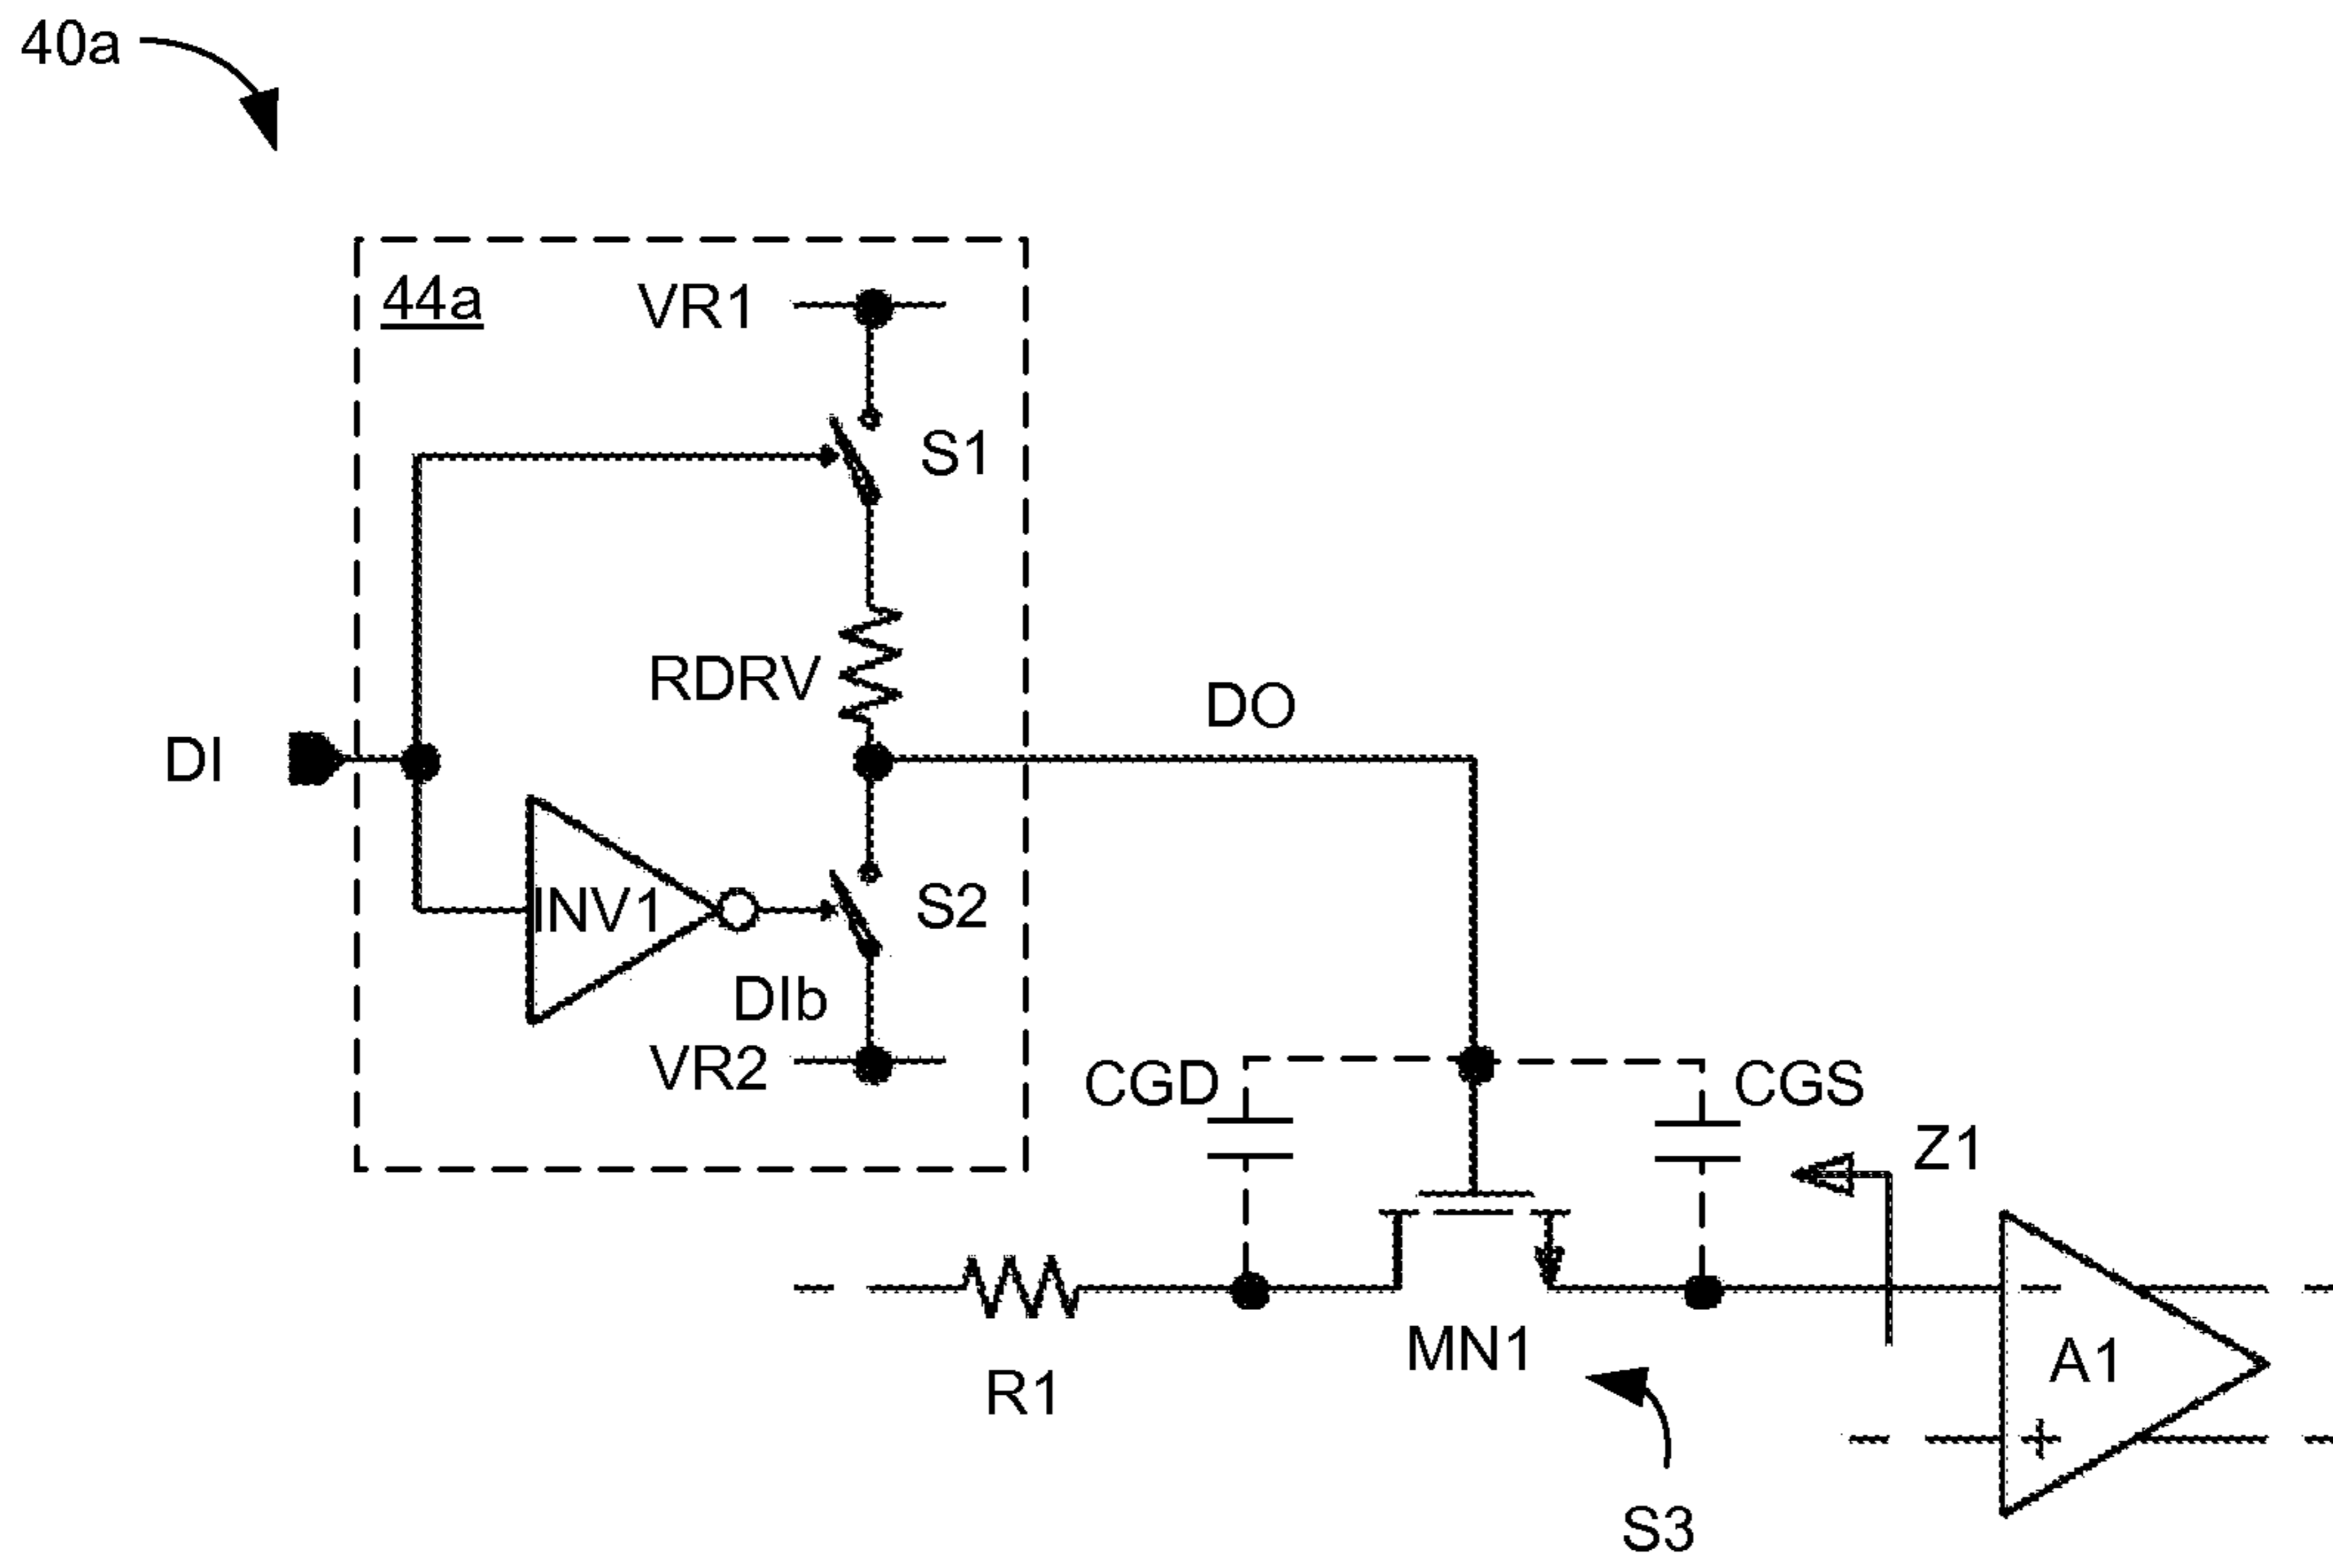 40a
44a
VR1
S1
RDRV
DO
DI
INV1
S2
DIb
VR2
CGD
CGS
Z1
MN1
A1
R1
S3